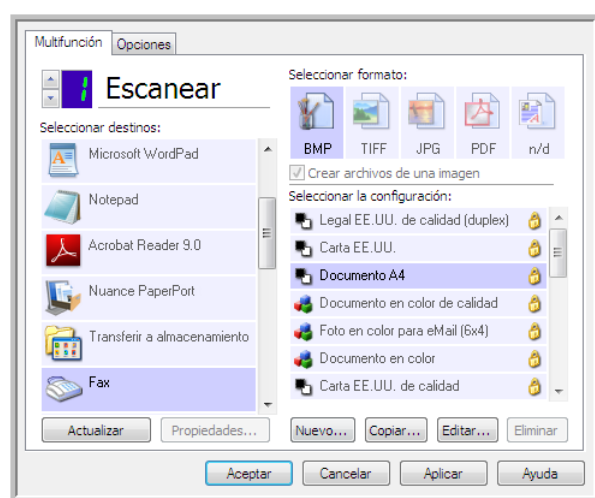 Multifunción
Opciones
1 Escanear
Seleccionar destinos:
Microsoft WordPad
Notepad
Acrobat Reader 9.0
Nuance PaperPort
Transferir a almacenamiento
Fax
Actualizar
Propiedades...
Seleccionar formato:
BMP TIFF JPG PDF n/d
Crear archivos de una imagen
Seleccionar la configuración:
Legal EE.UU. de calidad (duplex)
Carta EE.UU.
Documento A4
Documento en color de calidad
Foto en color para eMail (6x4)
Documento en color
Carta EE.UU. de calidad
Nuevo... Copiar... Editar... Eliminar
Aceptar Cancelar Aplicar Ayuda